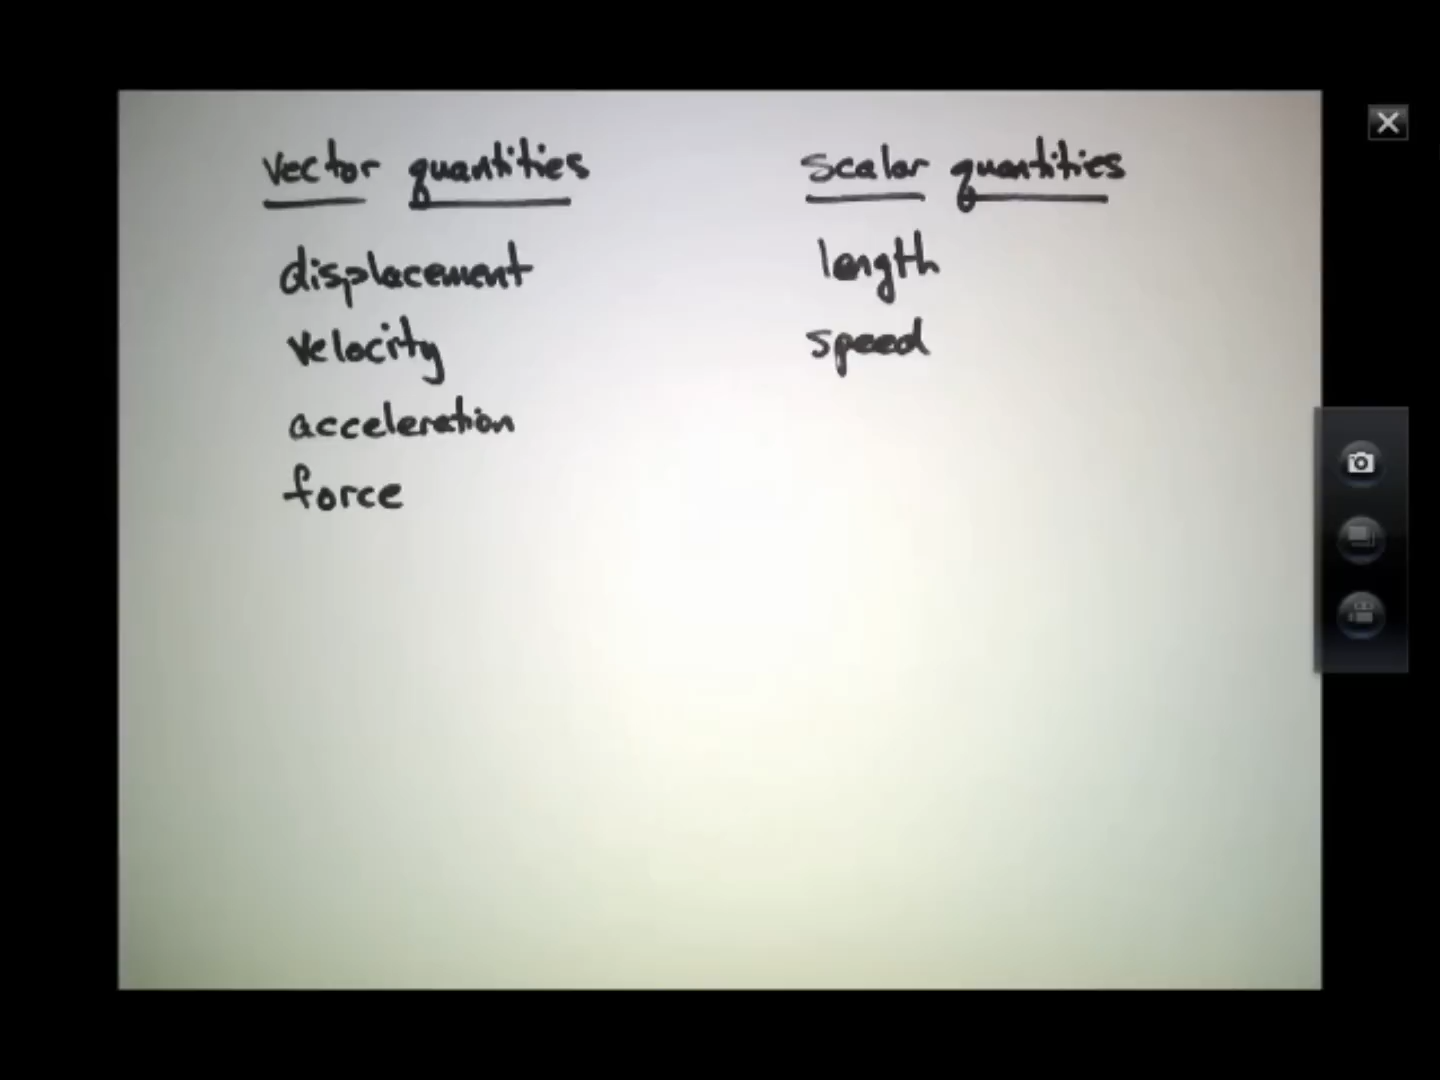 vector quantities
displacement
velocity
acceleration
force
scalar quantities
length
speed